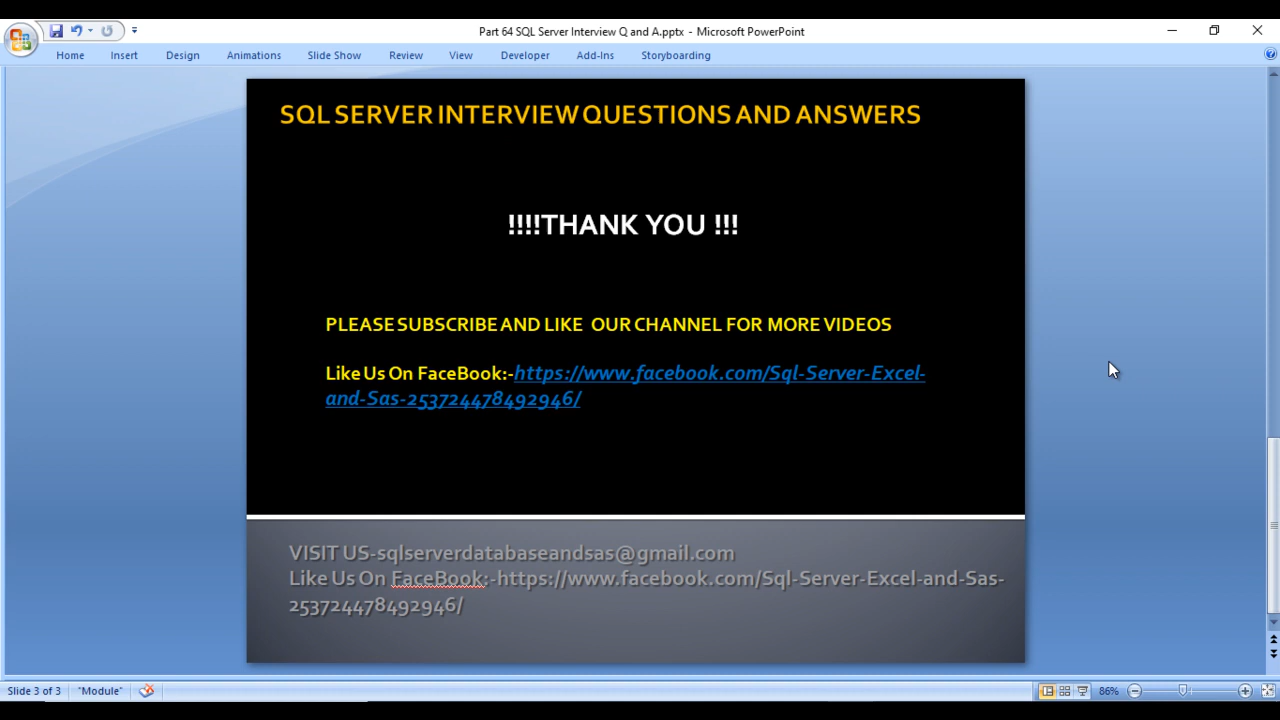 Part 64 SQL Server Interview Q and A.pptx - Microsoft PowerPoint
Home Insert Design Slide Show Animations Review View Developer Add-Ins Storyboarding
SQL SERVER INTERVIEW QUESTIONS AND ANSWERS
!!!!THANK YOU !!!
PLEASE SUBSCRIBE AND LIKE OUR CHANNEL FOR MORE VIDEOS
Like Us On FaceBook:-https://www.facebook.com/Sql-Server-Excel-
and-Sas-253724478492946/
VISIT US-sqlserverdatabaseandsas@gmail.com
Like Us On FaceBook:-https://www.facebook.com/Sql-Server-Excel-and-Sas-
253724478492946/
Slide 3 of 3 "Module" 86%